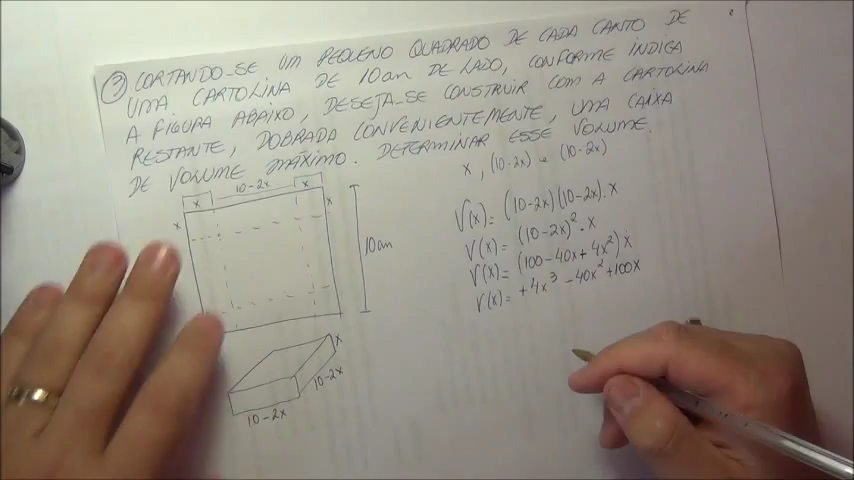 ③ CORTANDO-SE UM PEQUENO QUADRADO DE CADA CANTO DE
UMA CARTOLINA DE 10cm DE LADO, CONFORME INDICA
A FIGURA ABAIXO, DESEJA-SE CONSTRUIR COM A CARTOLINA
RESTANTE, DOBRADA CONVENIENTEMENTE, UMA CAIXA
DE VOLUME MÁXIMO. DETERMINAR ESSE VOLUME.
x, (10-2x) e (10-2x)
x 10-2x x
x x
10cm
V(x) = (10-2x)(10-2x).x
V(x) = (10-2x)².x
V(x) = (100-40x+4x²)x
V(x) = +4x³-40x²+100x
x
10-2x
10-2x